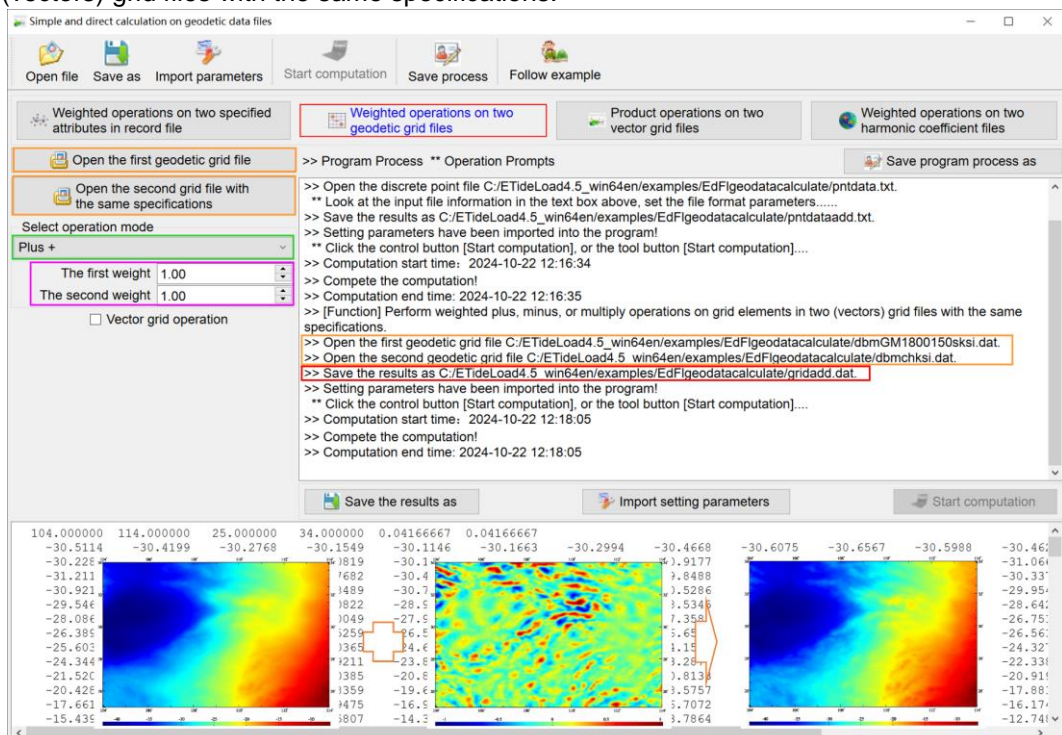 (vectors) grid files with the same specifications.
Simple and direct calculation on geodetic data files
Open file Save as Import parameters Start computation Save process Follow example
Weighted operations on two specified
attributes in record file
Weighted operations on two
geodetic grid files
Product operations on two
vector grid files
Weighted operations on two
harmonic coefficient files
Open the first geodetic grid file
Open the second grid file with
the same specifications
Select operation mode
Plus +
The first weight 1.00
The second weight 1.00
Vector grid operation
>> Program Process ** Operation Prompts
Save program process as
>> Open the discrete point file C:/ETideLoad4.5_win64en/examples/EdFlgeodatacalculate/pntdata.txt.
** Look at the input file information in the text box above, set the file format parameters......
>> Save the results as C:/ETideLoad4.5_win64en/examples/EdFlgeodatacalculate/pntdataadd.txt.
>> Setting parameters have been imported into the program!
** Click the control button [Start computation], or the tool button [Start computation]....
>> Computation start time: 2024-10-22 12:16:34
>> Compete the computation!
>> Computation end time: 2024-10-22 12:16:35
>> [Function] Perform weighted plus, minus, or multiply operations on grid elements in two (vectors) grid files with the same
specifications.
>> Open the first geodetic grid file C:/ETideLoad4.5_win64en/examples/EdFlgeodatacalculate/dbmGM1800150sksi.dat.
>> Open the second geodetic grid file C:/ETideLoad4.5_win64en/examples/EdFlgeodatacalculate/dbmchksi.dat.
>> Save the results as C:/ETideLoad4.5_win64en/examples/EdFlgeodatacalculate/gridadd.dat.
>> Setting parameters have been imported into the program!
** Click the control button [Start computation], or the tool button [Start computation]....
>> Computation start time: 2024-10-22 12:18:05
>> Compete the computation!
>> Computation end time: 2024-10-22 12:18:05
Save the results as Import setting parameters Start computation
104.000000 114.000000 25.000000 34.000000 0.04166667 0.04166667
-30.5114 -30.4199 -30.2768 -30.1549 -30.1146 -30.1663 -30.2994 -30.4668 -30.6075 -30.6567 -30.5988